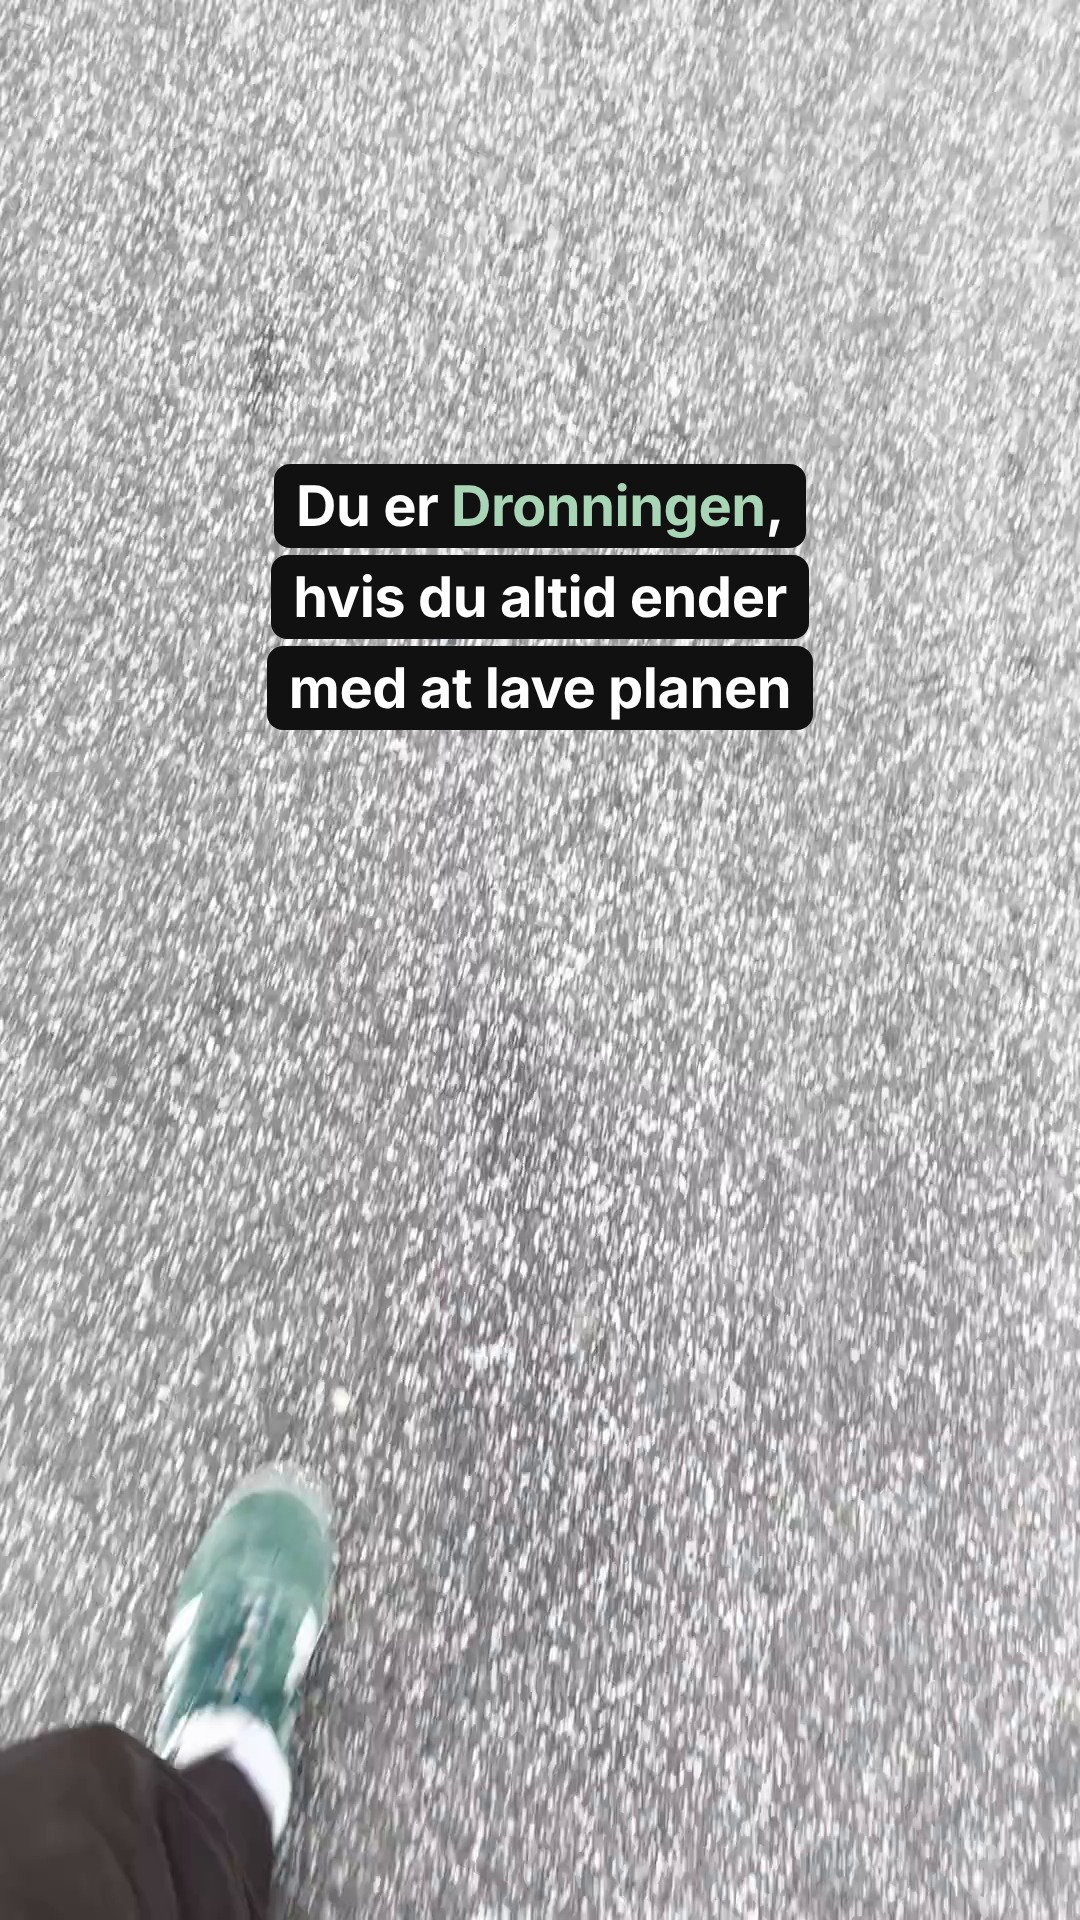 Du er Dronningen,
hvis du altid ender
med at lave planen